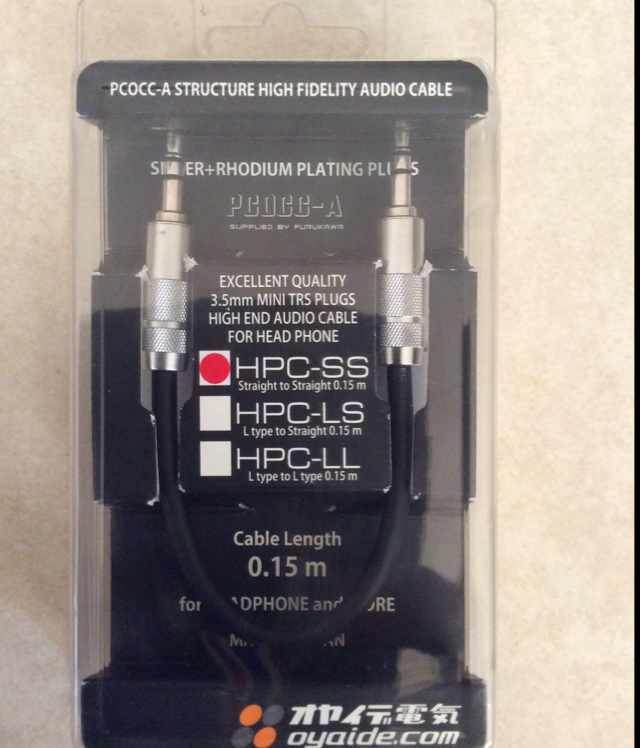 PCOCC-A STRUCTURE HIGH FIDELITY AUDIO CABLE
PLATING
PCOCC-A
SUPPLIED BY FURUKAWA
EXCELLENT QUALITY
3.5mm MINI TRS PLUGS
HIGH END AUDIO CABLE
FOR HEAD PHONE
HPC-SS
Straight to Straight 0.15 m
HPC-LS
L type to Straight 0.15 m
HPC-LL
L type to L type 0.15 m
Cable Length
0.15 m
for and
オヤイデ電気
oyaide.com